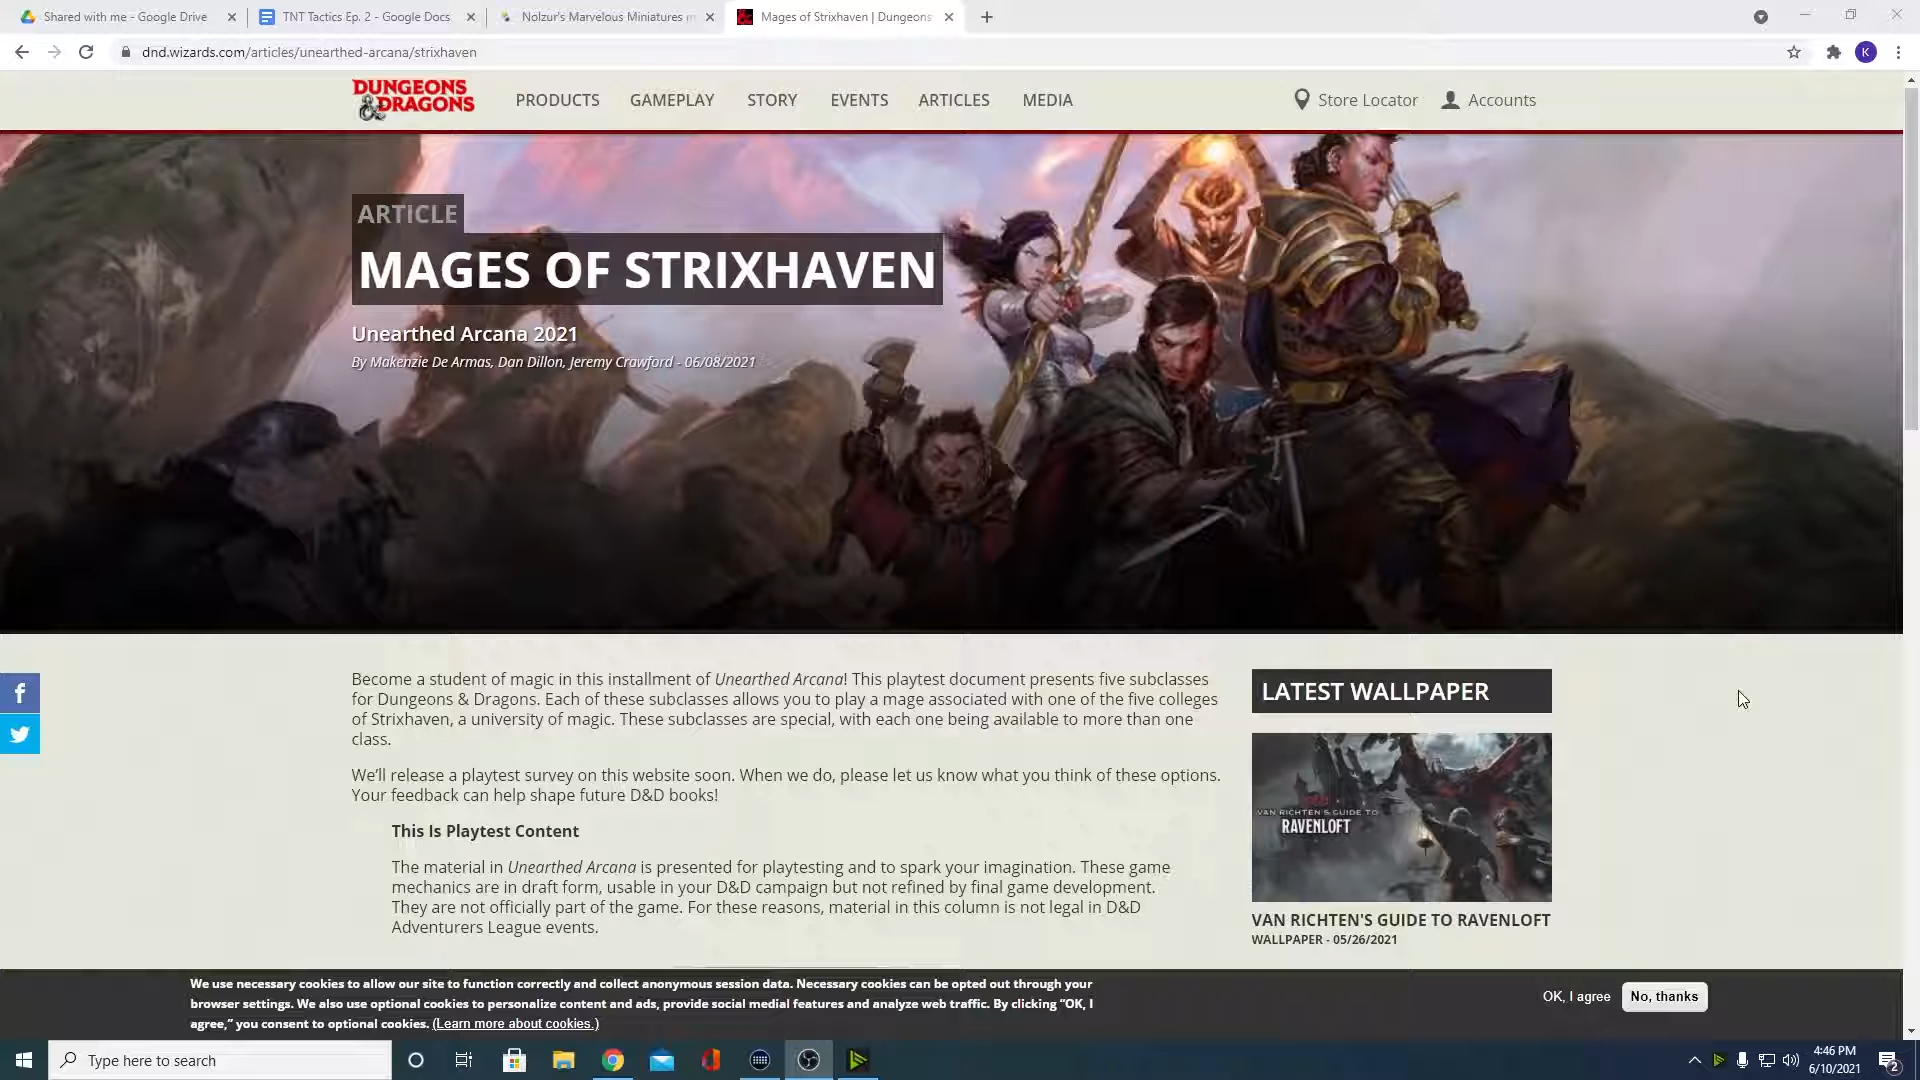 Shared with me - Google Drive
TNT Tactics Ep. 2 - Google Docs
Nolzur's Marvelous Miniatures
Mages of Strixhaven | Dungeons
dnd.wizards.com/articles/unearthed-arcana/strixhaven
K
DUNGEONS
& DRAGONS
PRODUCTS GAMEPLAY STORY EVENTS ARTICLES MEDIA
Store Locator Accounts
ARTICLE
MAGES OF STRIXHAVEN
Unearthed Arcana 2021
By Makenzie De Armas, Dan Dillon, Jeremy Crawford - 06/08/2021
Become a student of magic in this installment of Unearthed Arcana! This playtest document presents five subclasses
for Dungeons & Dragons. Each of these subclasses allows you to play a mage associated with one of the five colleges
of Strixhaven, a university of magic. These subclasses are special, with each one being available to more than one
class.
We'll release a playtest survey on this website soon. When we do, please let us know what you think of these options.
Your feedback can help shape future D&D books!
This Is Playtest Content
The material in Unearthed Arcana is presented for playtesting and to spark your imagination. These game
mechanics are in draft form, usable in your D&D campaign but not refined by final game development.
They are not officially part of the game. For these reasons, material in this column is not legal in D&D
Adventurers League events.
LATEST WALLPAPER
VAN RICHTEN'S GUIDE TO
RAVENLOFT
VAN RICHTEN'S GUIDE TO RAVENLOFT
WALLPAPER - 05/26/2021
We use necessary cookies to allow our site to function correctly and collect anonymous session data. Necessary cookies can be opted out through your
browser settings. We also use optional cookies to personalize content and ads, provide social medial features and analyze web traffic. By clicking “OK, I
agree,” you consent to optional cookies. (Learn more about cookies.)
OK, I agree
No, thanks
Type here to search
4:46 PM
6/10/2021
2